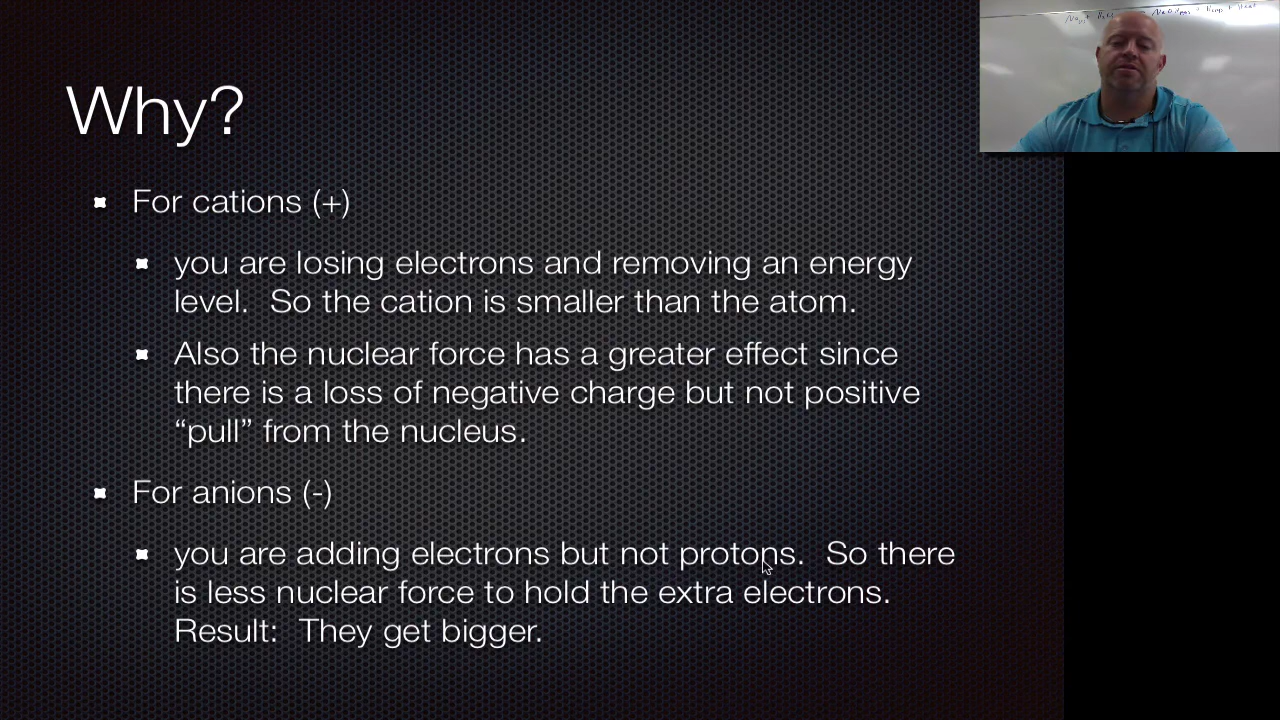 Why?
For cations (+)
you are losing electrons and removing an energy
level.  So the cation is smaller than the atom.
Also the nuclear force has a greater effect since
there is a loss of negative charge but not positive
“pull” from the nucleus.
For anions (-)
you are adding electrons but not protons.  So there
is less nuclear force to hold the extra electrons.
Result:  They get bigger.